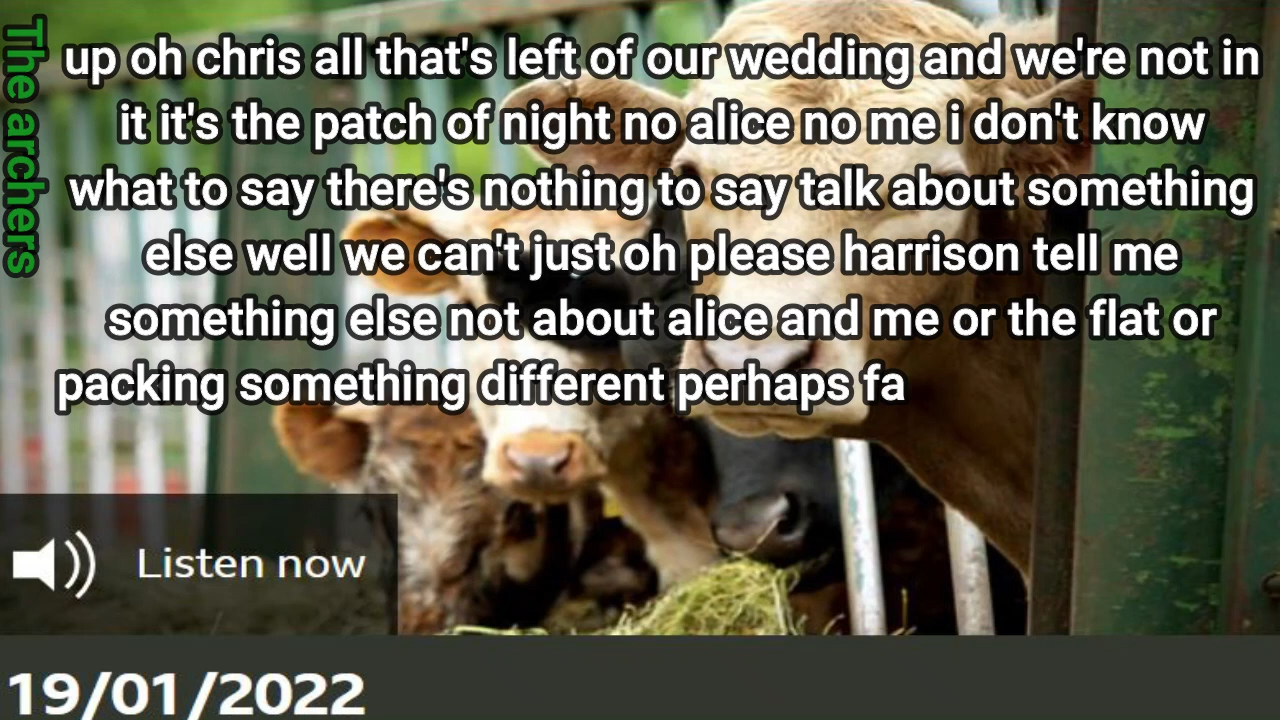 The archers
up oh chris all that's left of our wedding and we're not in
it it's the patch of night no alice no me i don't know
what to say there's nothing to say talk about something
else well we can't just oh please harrison tell me
something else not about alice and me or the flat or
packing something different perhaps fa
Listen now
19/01/2022